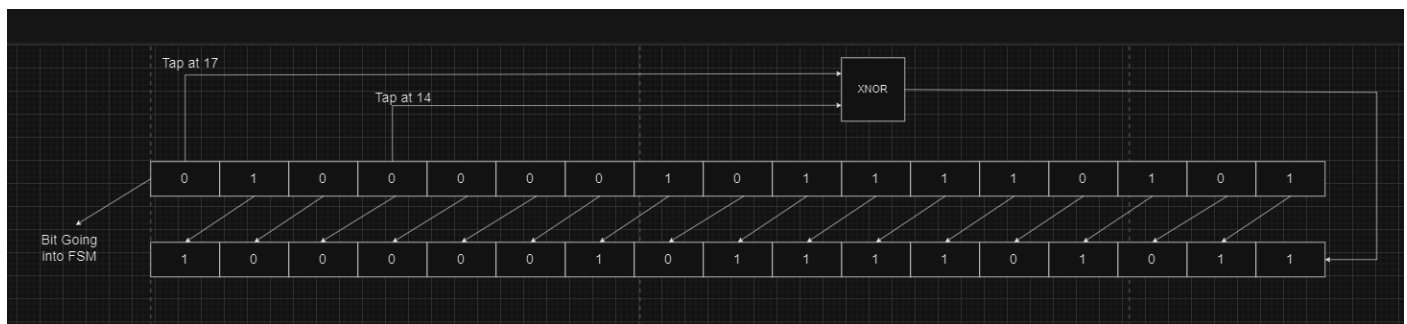 Tap at 17
Tap at 14
XNOR
0 1 0 0 0 0 0 1 0 1 1 1 1 0 1 0 1
Bit Going
into FSM
1 0 0 0 0 0 1 0 1 1 1 1 0 1 0 1 1